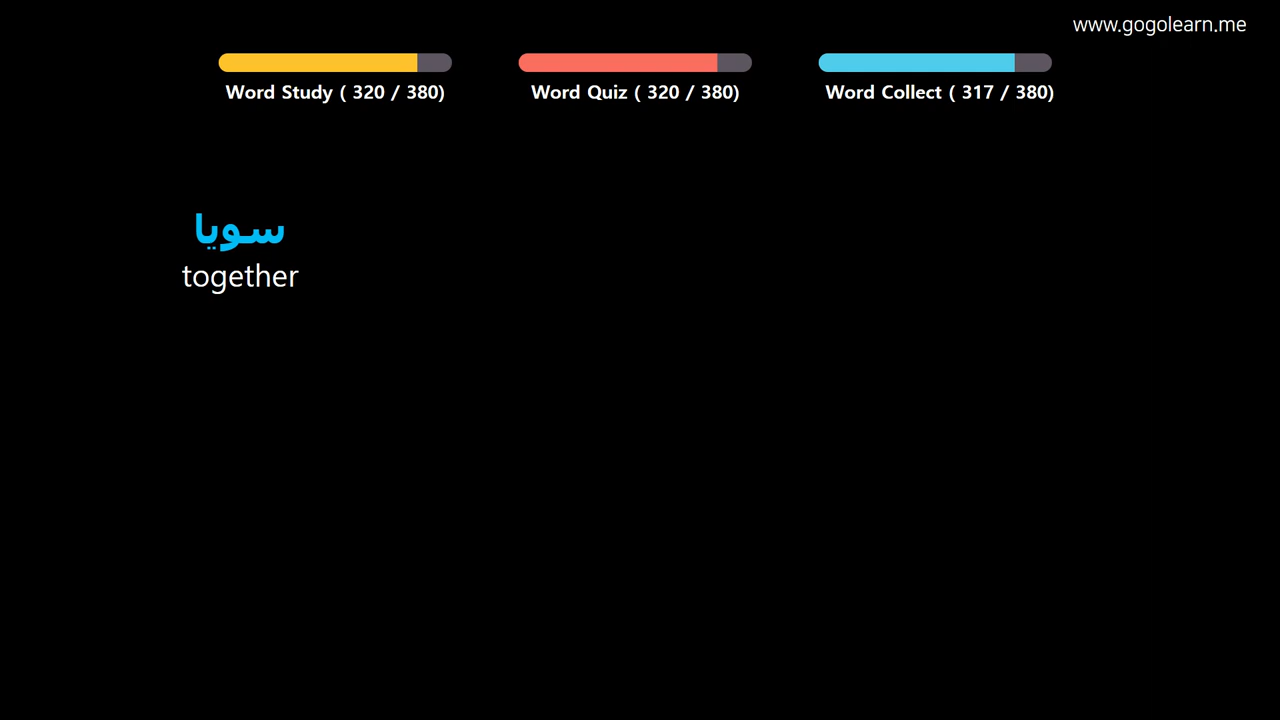 www.gogolearn.me
Word Study ( 320 / 380)
Word Quiz ( 320 / 380)
Word Collect ( 317 / 380)
سويا
together